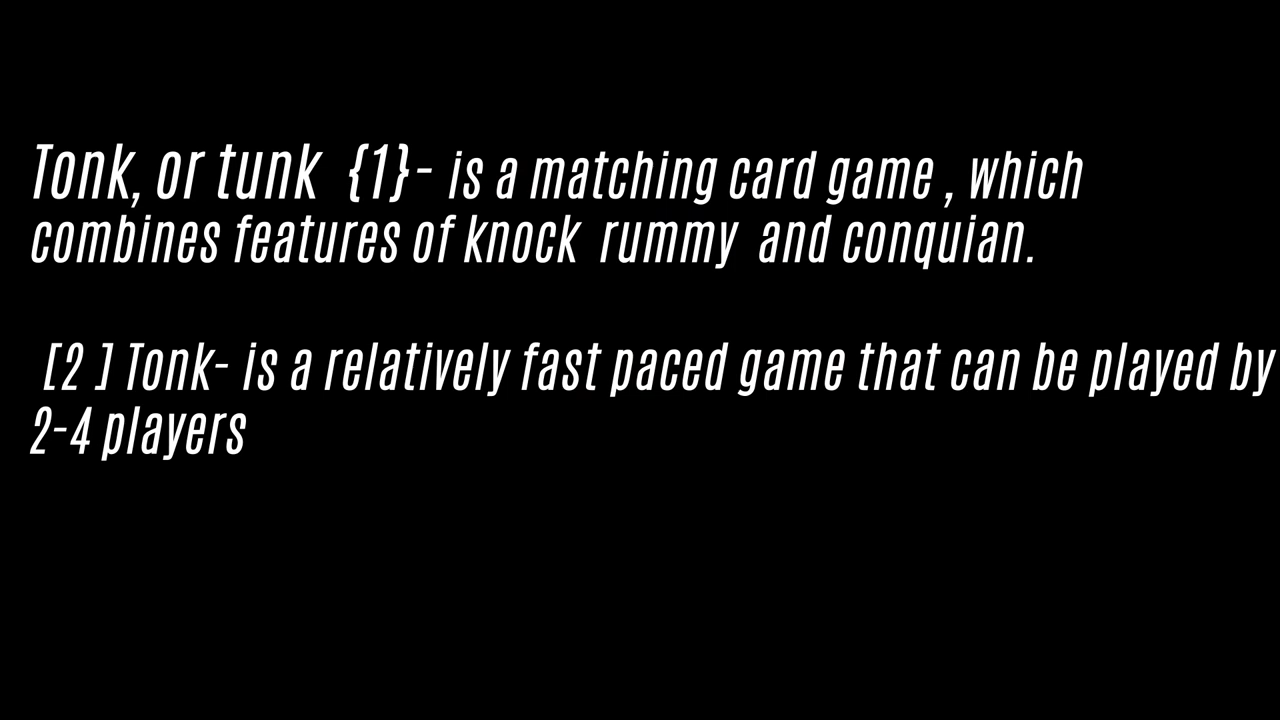 Tonk, or tunk {1}- is a matching card game , which
combines features of knock rummy and conquian.
[2 ] Tonk- is a relatively fast paced game that can be played by
2-4 players